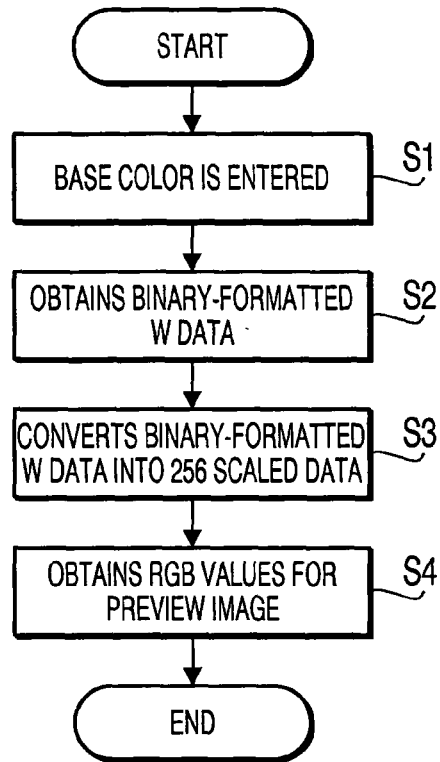 START
BASE COLOR IS ENTERED
S1
OBTAINS BINARY-FORMATTED
W DATA
S2
CONVERTS BINARY-FORMATTED
W DATA INTO 256 SCALED DATA
S3
OBTAINS RGB VALUES FOR
PREVIEW IMAGE
S4
END